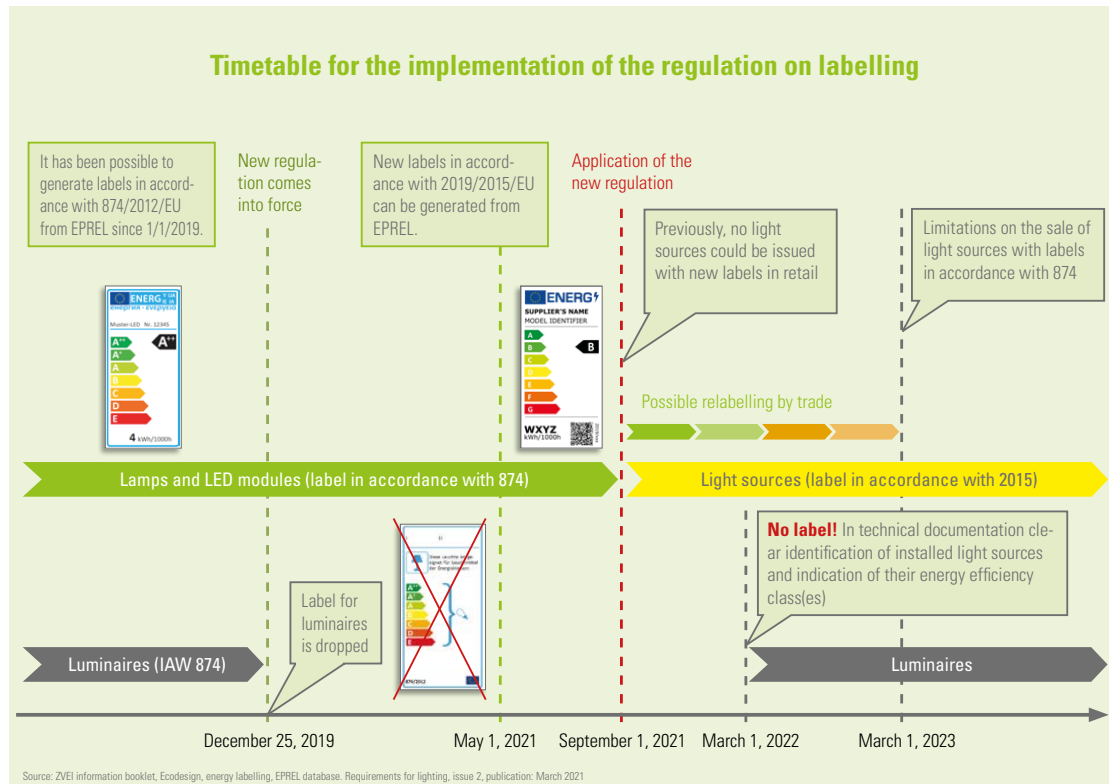 Timetable for the implementation of the regulation on labelling
It has been possible to
generate labels in accord-
ance with 874/2012/EU
from EPREL since 1/1/2019.
New regula-
tion comes
into force
New labels in accord-
ance with 2019/2015/EU
can be generated from
EPREL.
Application of the
new regulation
Previously, no light
sources could be issued
with new labels in retail
Limitations on the sale of
light sources with labels
in accordance with 874
ENERG
Muster-LED Nr. 12345
A++
A++
A+
A
B
C
D
E
4 kWh/1000h
ENERG
SUPPLIER'S NAME
MODEL IDENTIFIER
A
B
B
C
D
E
F
G
WXYZ
kWh/1000h
Possible relabelling by trade
Lamps and LED modules (label in accordance with 874)
Light sources (label in accordance with 2015)
No label! In technical documentation cle-
ar identification of installed light sources
and indication of their energy efficiency
class(es)
Label for
luminaires
is dropped
A++
A+
A
B
C
D
E
874/2012
Luminaires (IAW 874)
Luminaires
December 25, 2019
May 1, 2021
September 1, 2021
March 1, 2022
March 1, 2023
Source: ZVEI information booklet, Ecodesign, energy labelling, EPREL database. Requirements for lighting, issue 2, publication: March 2021